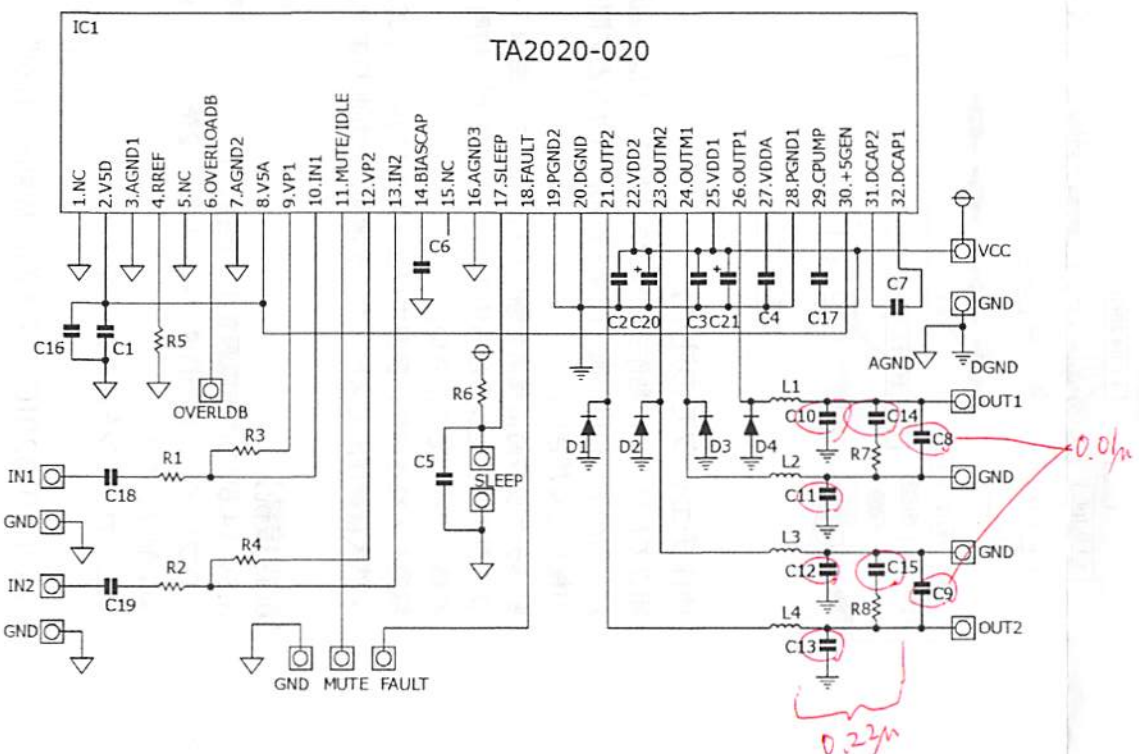 IC1
TA2020-020
1.NC
2.V5D
3.AGND1
4.RREF
5.NC
6.OVERLOADB
7.AGND2
8.V5A
9.VP1
10.IN1
11.MUTE/IDLE
12.VP2
13.IN2
14.BIASCAP
15.NC
16.AGND3
17.SLEEP
18.FAULT
19.PGND2
20.DGND
21.OUTP2
22.VDD2
23.OUTM2
24.OUTM1
25.VDD1
26.OUTP1
27.VDDA
28.PGND1
29.CPUMP
30.+5GEN
31.DCAP2
32.DCAP1
C6
VCC
C7
+
+
GND
C16
C1
R5
C2
C20
C3
C21
C4
C17
AGND
DGND
OVERLDB
R6
L1
OUT1
C10
C14
C8
0.01μ
D1
D2
D3
D4
R3
R7
IN1
R1
C18
C5
SLEEP
L2
GND
C11
GND
R4
L3
GND
IN2
R2
C19
C12
C15
C9
R8
GND
L4
OUT2
C13
GND
MUTE
FAULT
0.22μ